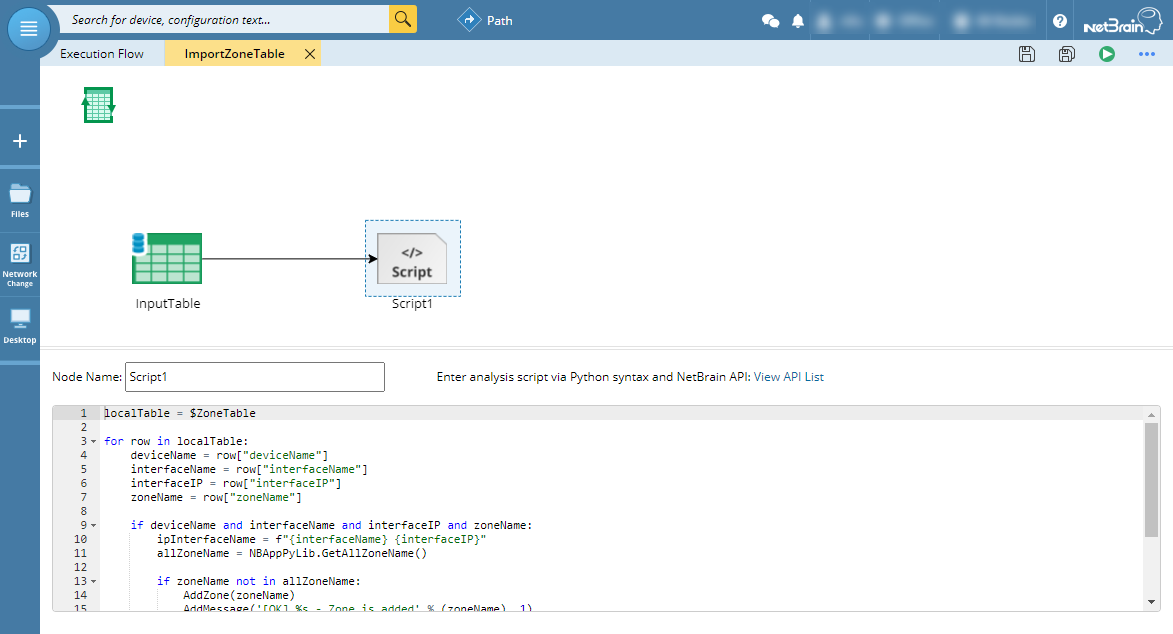 Search for device, configuration text...
Path
NetBrain
Execution Flow
ImportZoneTable
Files
Network
Change
Desktop
InputTable
</>
Script
Script1
Node Name:
Script1
Enter analysis script via Python syntax and NetBrain API: View API List
1 localTable = $ZoneTable
2
3 for row in localTable:
4 deviceName = row["deviceName"]
5 interfaceName = row["interfaceName"]
6 interfaceIP = row["interfaceIP"]
7 zoneName = row["zoneName"]
8
9 if deviceName and interfaceName and interfaceIP and zoneName:
10 ipInterfaceName = f"{interfaceName} {interfaceIP}"
11 allZoneName = NBAppPyLib.GetAllZoneName()
12
13 if zoneName not in allZoneName:
14 AddZone(zoneName)
15 AddMessage('[OK] %s - Zone is added' % (zoneName), 1)